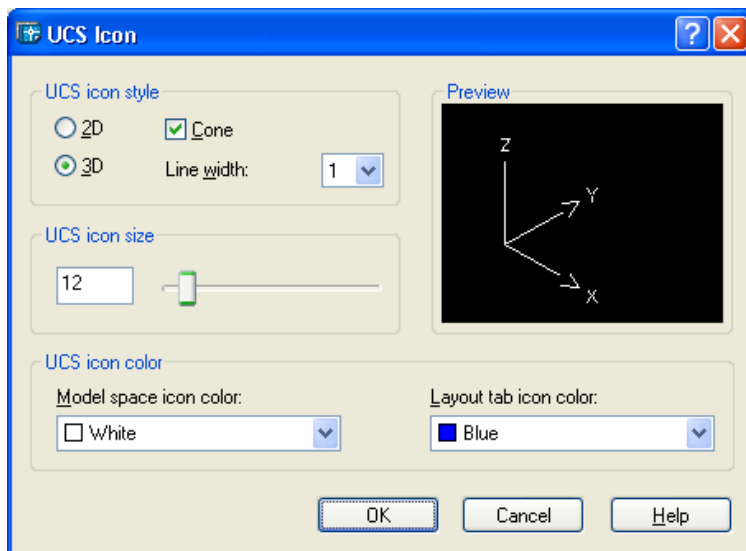 UCS Icon
UCS icon style
2D
Cone
3D
Line width:
1
Preview
Z
Y
X
UCS icon size
12
UCS icon color
Model space icon color:
White
Layout tab icon color:
Blue
OK
Cancel
Help